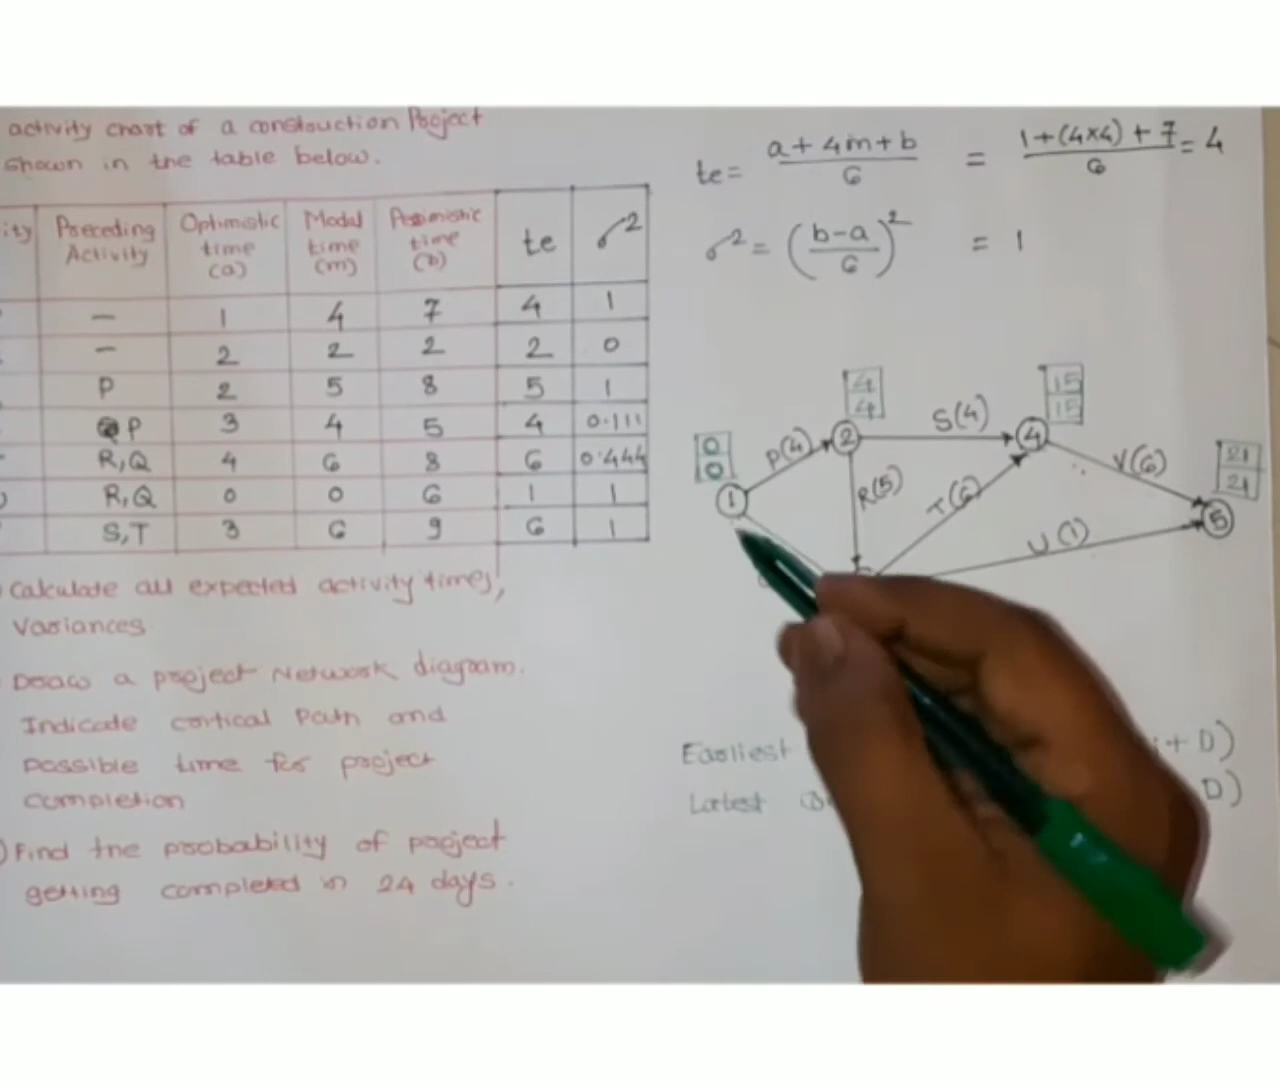 activity chart of a construction Project
shown in the table below.
ity Preceding Activity Optimistic time (a) Modal time (m) Pessimistic time (b) te σ²
— 1 4 7 4 1
— 2 2 2 2 0
P 2 5 8 5 1
P 3 4 5 4 0.111
R,Q 4 6 8 6 0.444
R,Q 0 0 6 1 1
S,T 3 6 9 6 1
Calculate all expected activity times,
Variances
Draw a project Network diagram.
Indicate cortical Path and
possible time for project
completion
) Find the probability of project
getting completed in 24 days.
te = a + 4m + b / 6 = 1 + (4×4) + 7 / 6 = 4
σ² = (b-a / 6)² = 1
4
4
15
15
0
0
21
21
1
P(4)
2
S(4)
4
R(5)
T(6)
V(6)
U(1)
5
Earliest
i + D)
Latest
D)